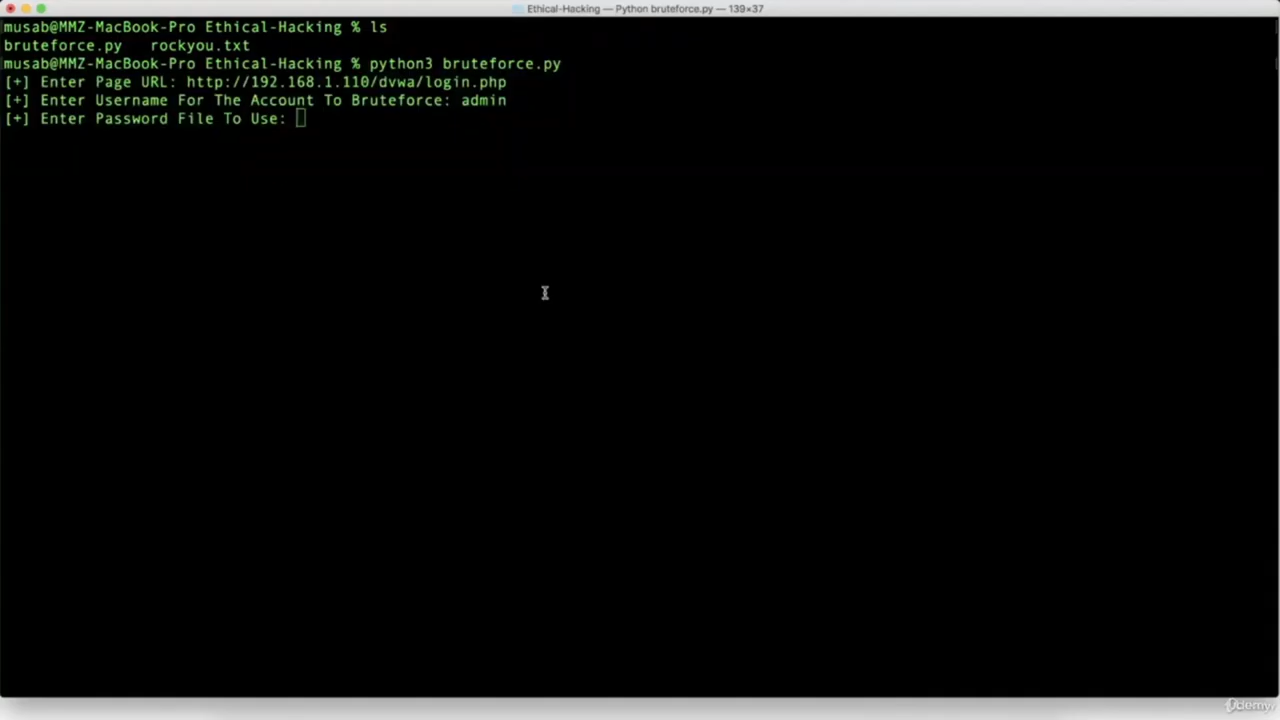 Ethical-Hacking — Python bruteforce.py — 139×37
musab@MMZ-MacBook-Pro Ethical-Hacking % ls
bruteforce.py   rockyou.txt
musab@MMZ-MacBook-Pro Ethical-Hacking % python3 bruteforce.py
[+] Enter Page URL: http://192.168.1.110/dvwa/login.php
[+] Enter Username For The Account To Bruteforce: admin
[+] Enter Password File To Use:
Udemy